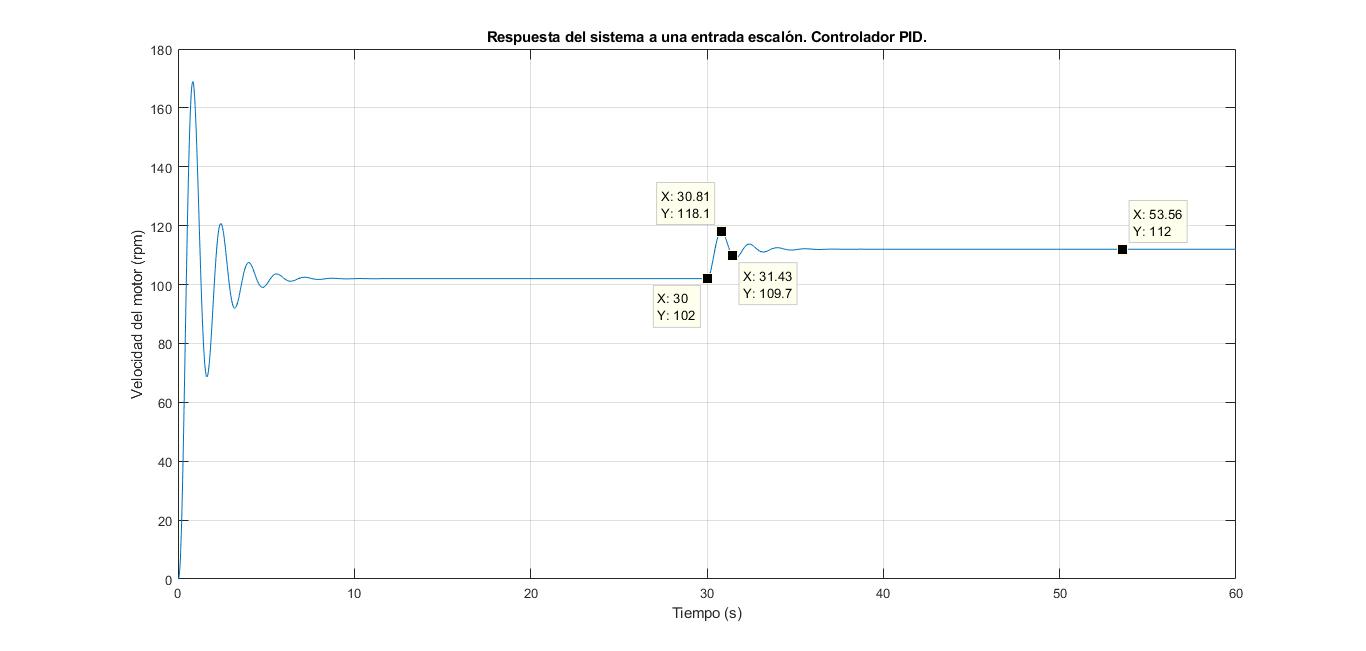 Respuesta del sistema a una entrada escalón. Controlador PID.
180
160
140
120
100
80
60
40
20
0
Velocidad del motor (rpm)
X: 30.81
Y: 118.1
X: 53.56
Y: 112
X: 31.43
Y: 109.7
X: 30
Y: 102
0
10
20
30
40
50
60
Tiempo (s)